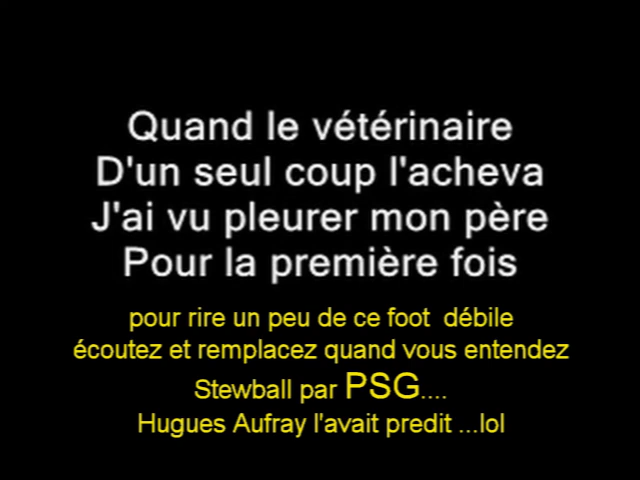 Quand le vétérinaire
D'un seul coup l'acheva
J'ai vu pleurer mon père
Pour la première fois
pour rire un peu de ce foot débile
écoutez et remplacez quand vous entendez
Stewball par PSG....
Hugues Aufray l'avait predit ...lol